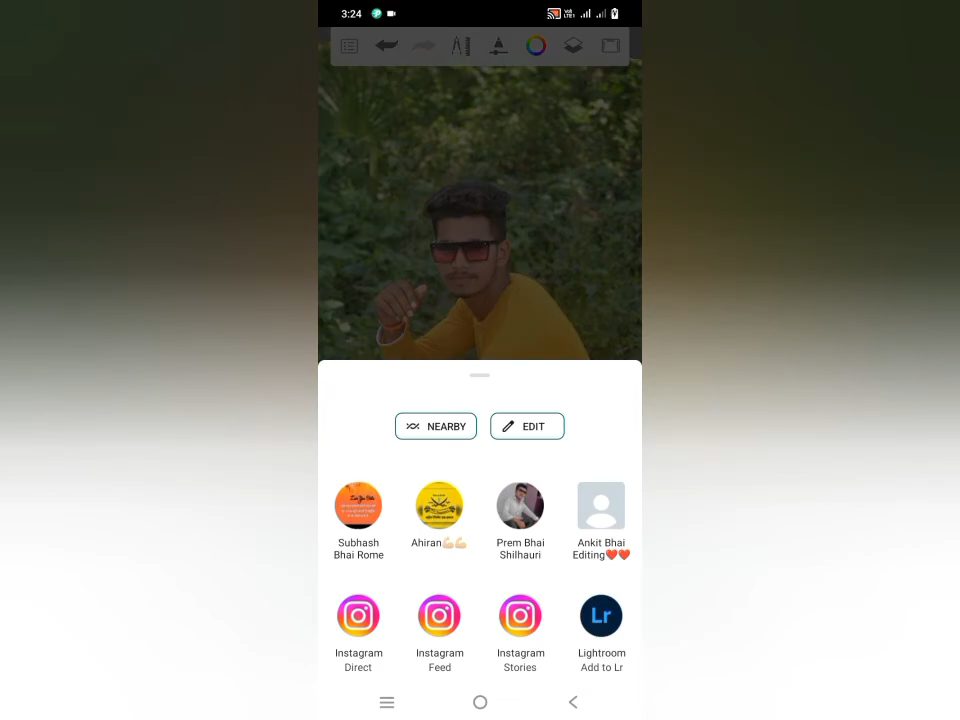 3:24
NEARBY
EDIT
Subhash
Bhai Rome
Ahiran💪🏻💪🏻
Prem Bhai
Shilhauri
Ankit Bhai
Editing❤️❤️
Instagram
Direct
Instagram
Feed
Instagram
Stories
Lr
Lightroom
Add to Lr